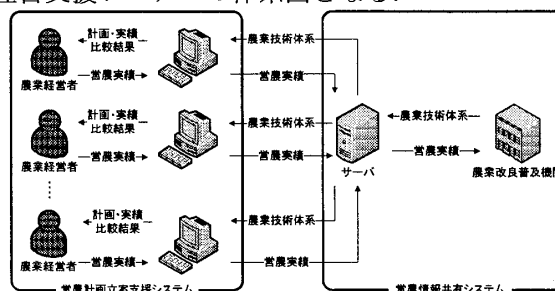 計画・実績
比較結果
農業技術体系
営農実績
営農実績
農業経営者
計画・実績
比較結果
農業技術体系
農業技術体系
営農実績
営農実績
営農実績
農業経営者
サーバ
農業改良普及機関
計画・実績
比較結果
農業技術体系
営農実績
営農実績
農業経営者
営農計画立案支援システム
営農情報共有システム